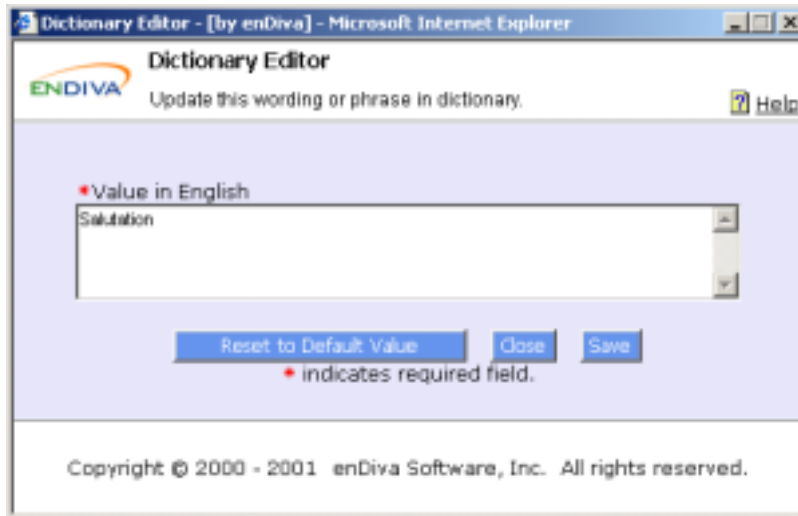 Dictionary Editor - [by enDiva] - Microsoft Internet Explorer
ENDIVA
Dictionary Editor
Update this wording or phrase in dictionary.
Help
*Value in English
Salutation
Reset to Default Value Close Save
* indicates required field.
Copyright © 2000 - 2001 enDiva Software, Inc. All rights reserved.